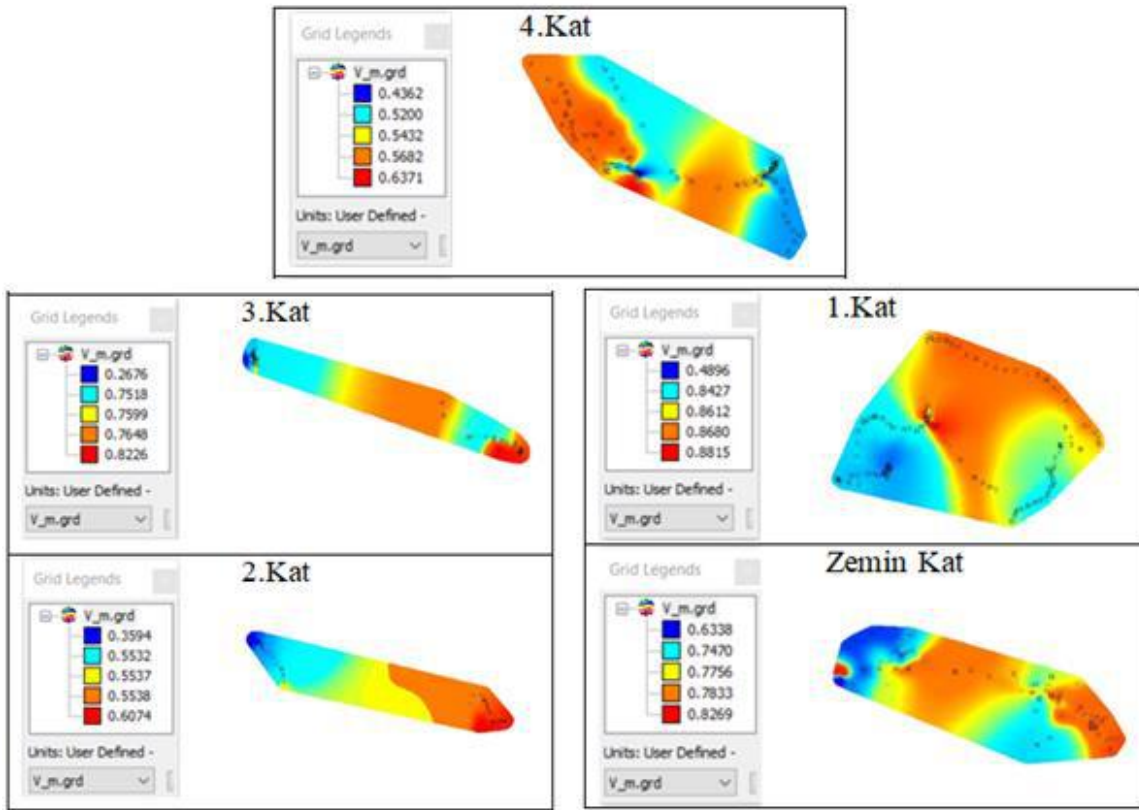 4.Kat
Grid Legends
V_m.grd
0.4362
0.5200
0.5432
0.5682
0.6371
Units: User Defined -
V_m.grd
3.Kat
Grid Legends
V_m.grd
0.2676
0.7518
0.7599
0.7648
0.8226
Units: User Defined -
V_m.grd
1.Kat
Grid Legends
V_m.grd
0.4896
0.8427
0.8612
0.8680
0.8815
Units: User Defined -
V_m.grd
2.Kat
Grid Legends
V_m.grd
0.3594
0.5532
0.5537
0.5538
0.6074
Units: User Defined -
V_m.grd
Zemin Kat
Grid Legends
V_m.grd
0.6338
0.7470
0.7756
0.7833
0.8269
Units: User Defined -
V_m.grd